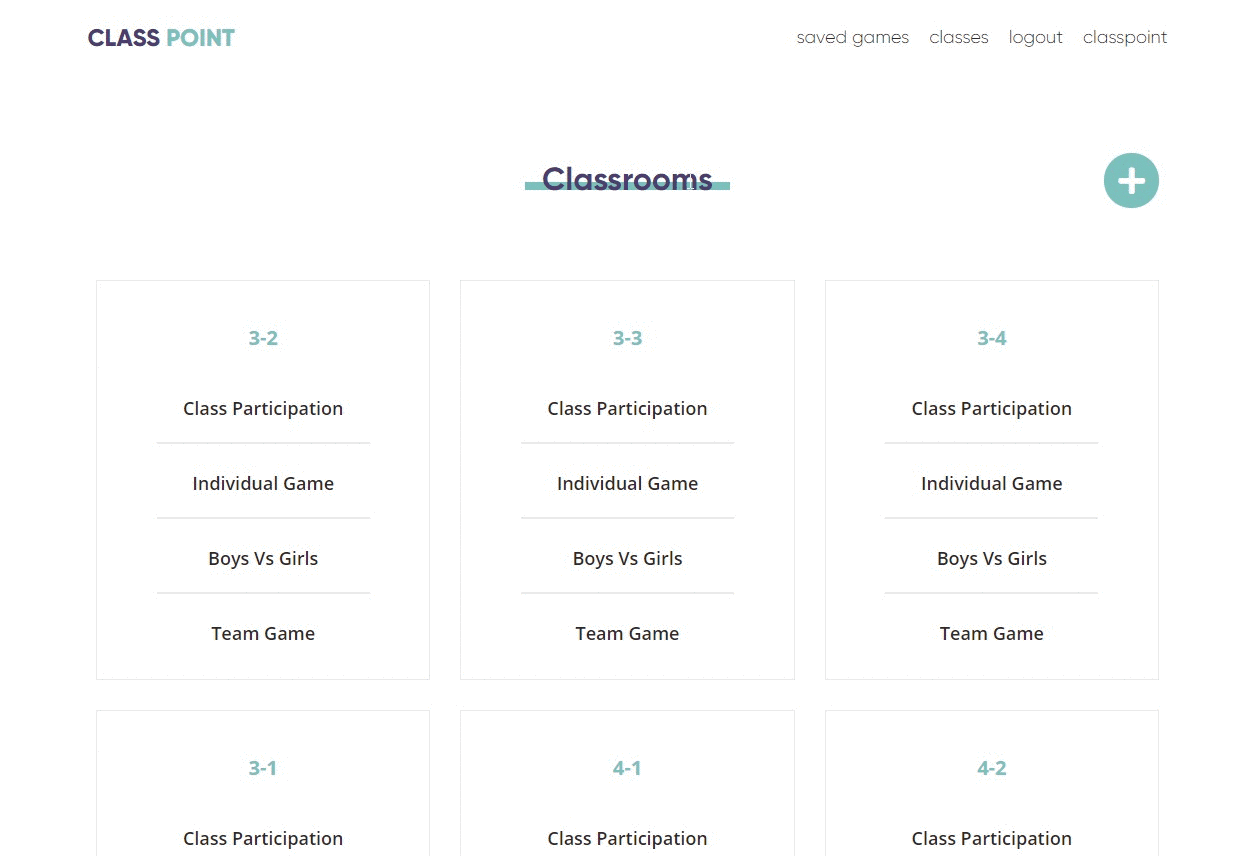 CLASS POINT
saved games classes logout classpoint
Classrooms
3-2
Class Participation
Individual Game
Boys Vs Girls
Team Game
3-3
Class Participation
Individual Game
Boys Vs Girls
Team Game
3-4
Class Participation
Individual Game
Boys Vs Girls
Team Game
3-1
Class Participation
4-1
Class Participation
4-2
Class Participation